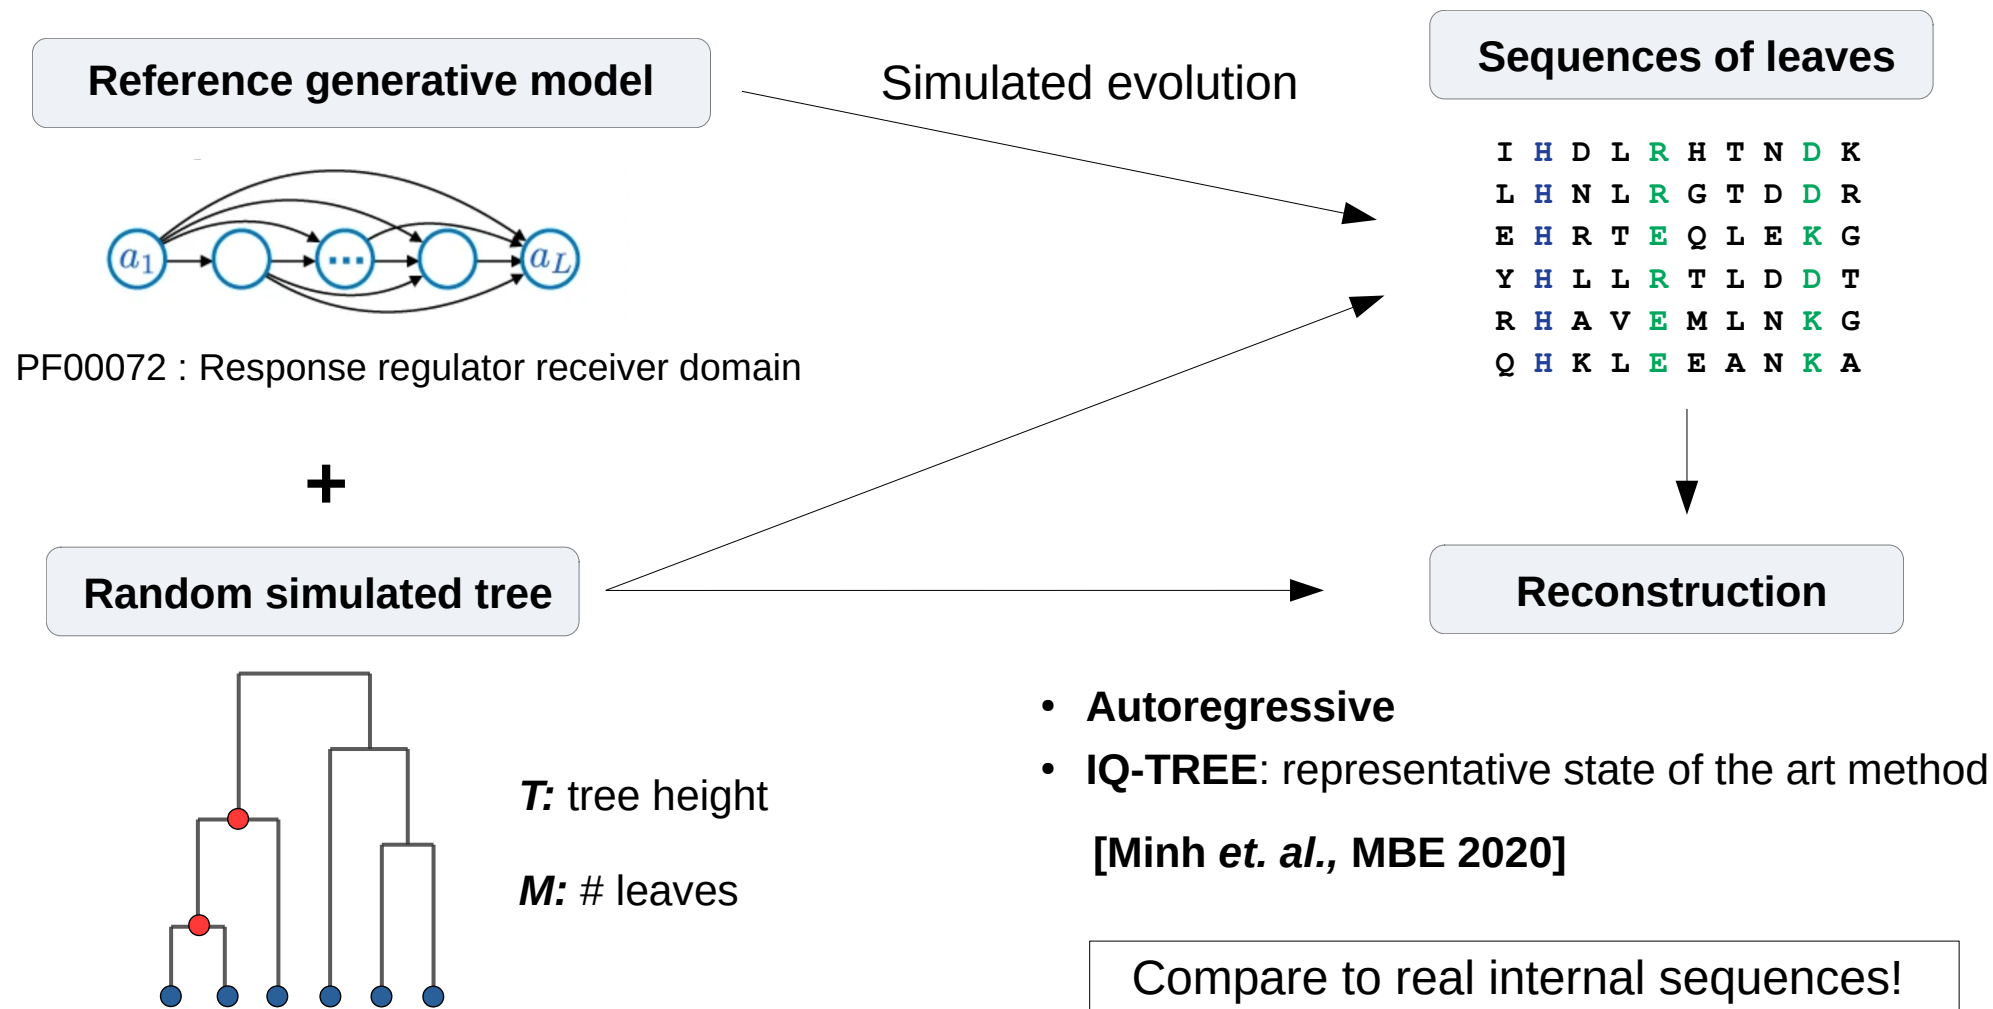 Reference generative model
Simulated evolution
Sequences of leaves
a1 ... aL
PF00072 : Response regulator receiver domain
I H D L R H T N D K
L H N L R G T D D R
E H R T E Q L E K G
Y H L L R T L D D T
R H A V E M L N K G
Q H K L E E A N K A
+
Random simulated tree
T: tree height
M: # leaves
Reconstruction
• Autoregressive
• IQ-TREE: representative state of the art method
[Minh et. al., MBE 2020]
Compare to real internal sequences!